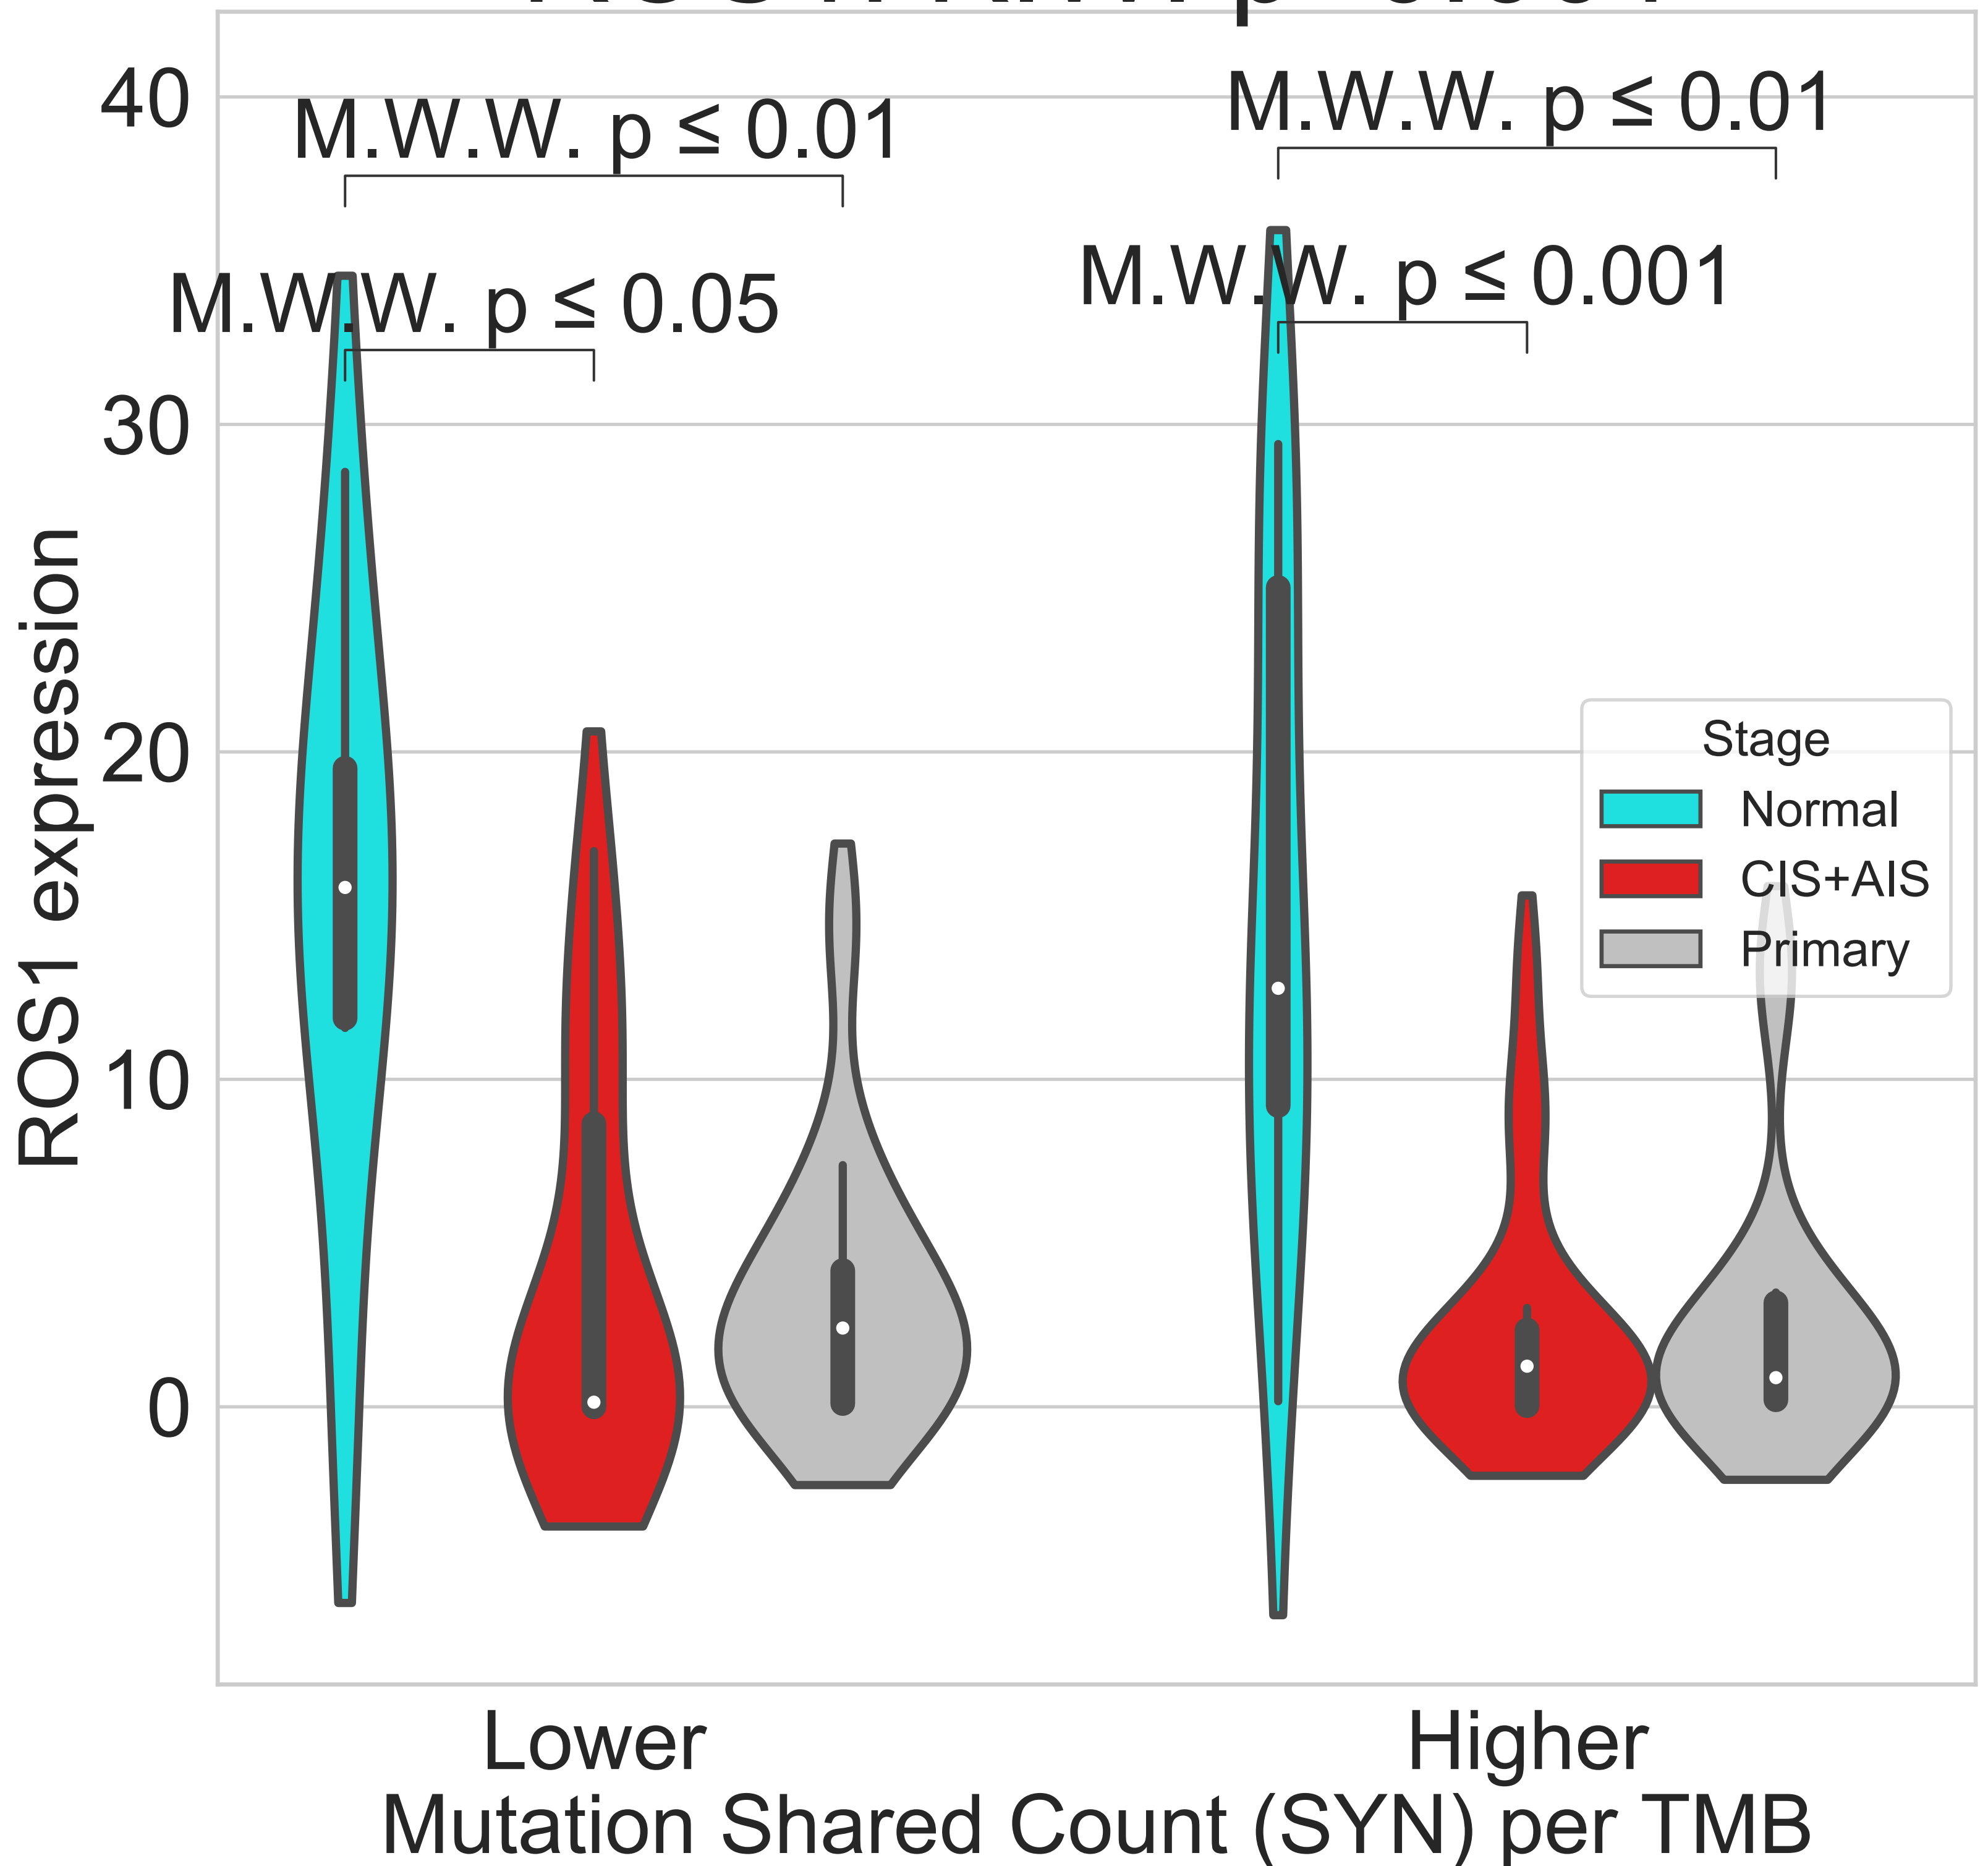 40
M.W.W. p ≤ 0.01
M.W.W. p ≤ 0.01
M.W.W. p ≤ 0.05
M.W.W. p ≤ 0.001
30
20
10
0
ROS1 expression
Stage
Normal
CIS+AIS
Primary
Lower
Higher
Mutation Shared Count (SYN) per TMB